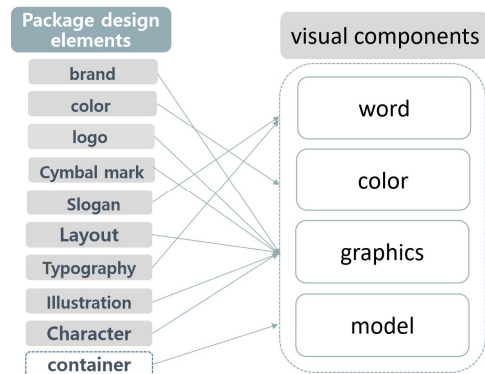 Package design
elements
visual components
brand
color
logo
Cymbal mark
Slogan
Layout
Typography
Illustration
Character
container
word
color
graphics
model